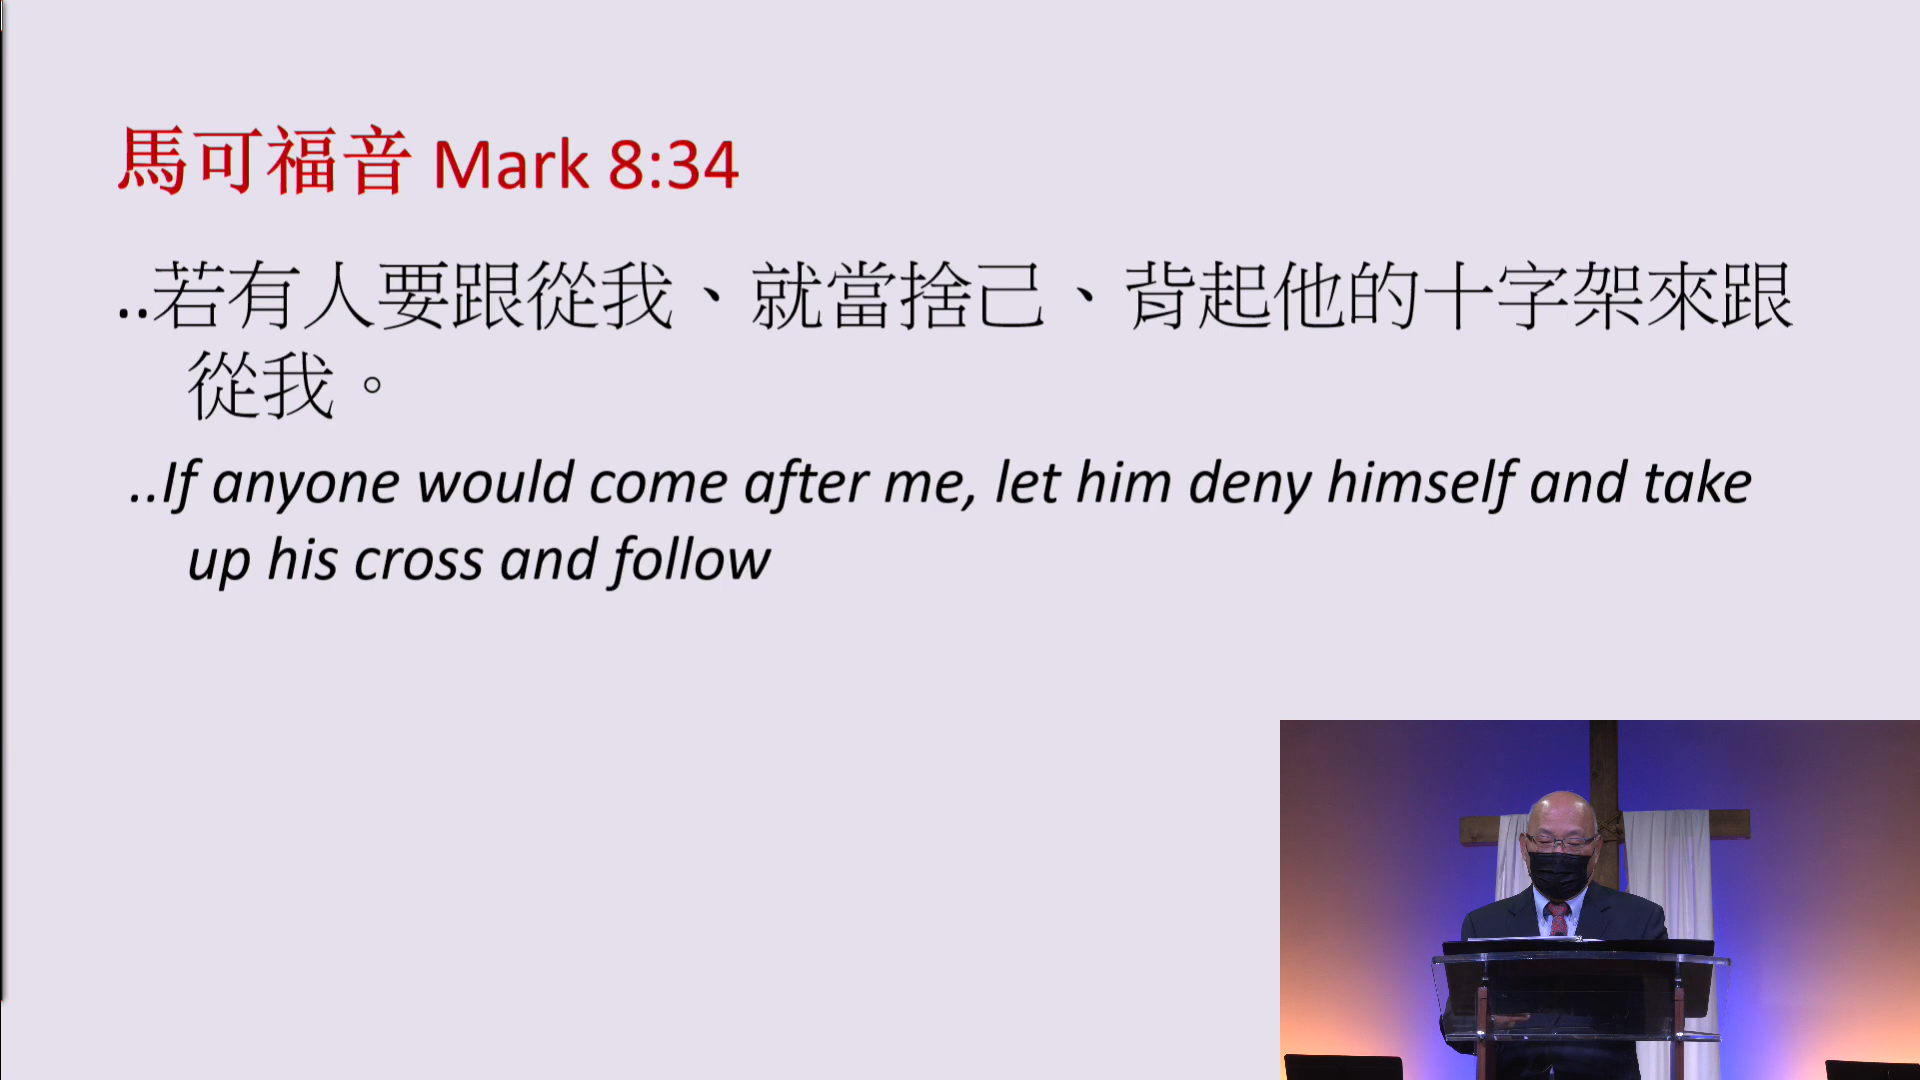 馬可福音 Mark 8:34
..若有人要跟從我、就當捨己、背起他的十字架來跟
從我。
..If anyone would come after me, let him deny himself and take
up his cross and follow